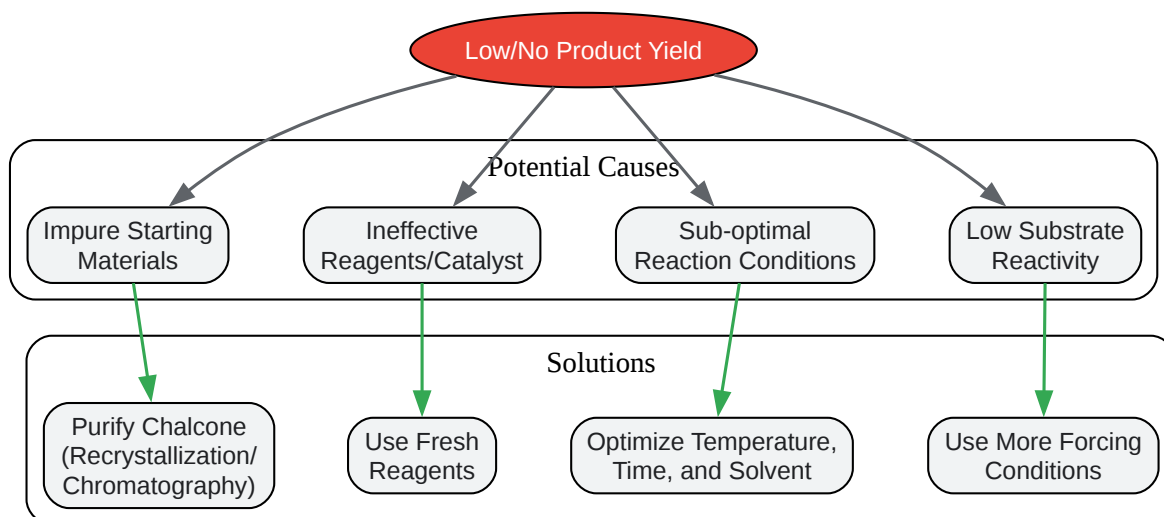 Low/No Product Yield
Potential Causes
Impure Starting
Materials
Ineffective
Reagents/Catalyst
Sub-optimal
Reaction Conditions
Low Substrate
Reactivity
Solutions
Purify Chalcone
(Recrystallization/
Chromatography)
Use Fresh
Reagents
Optimize Temperature,
Time, and Solvent
Use More Forcing
Conditions